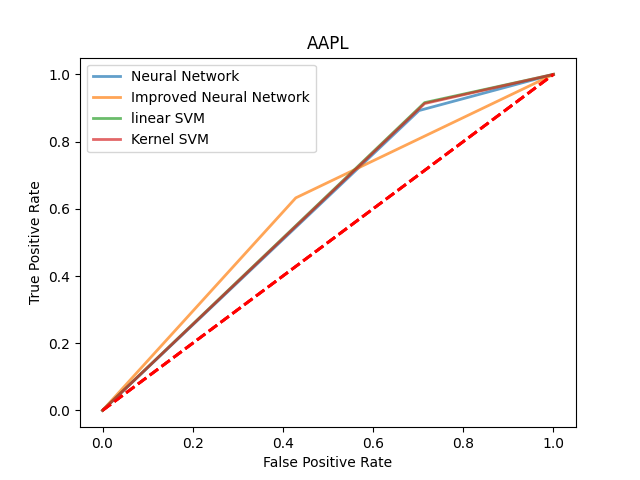 AAPL
Neural Network
Improved Neural Network
linear SVM
Kernel SVM
True Positive Rate
1.0
0.8
0.6
0.4
0.2
0.0
0.0 0.2 0.4 0.6 0.8 1.0
False Positive Rate